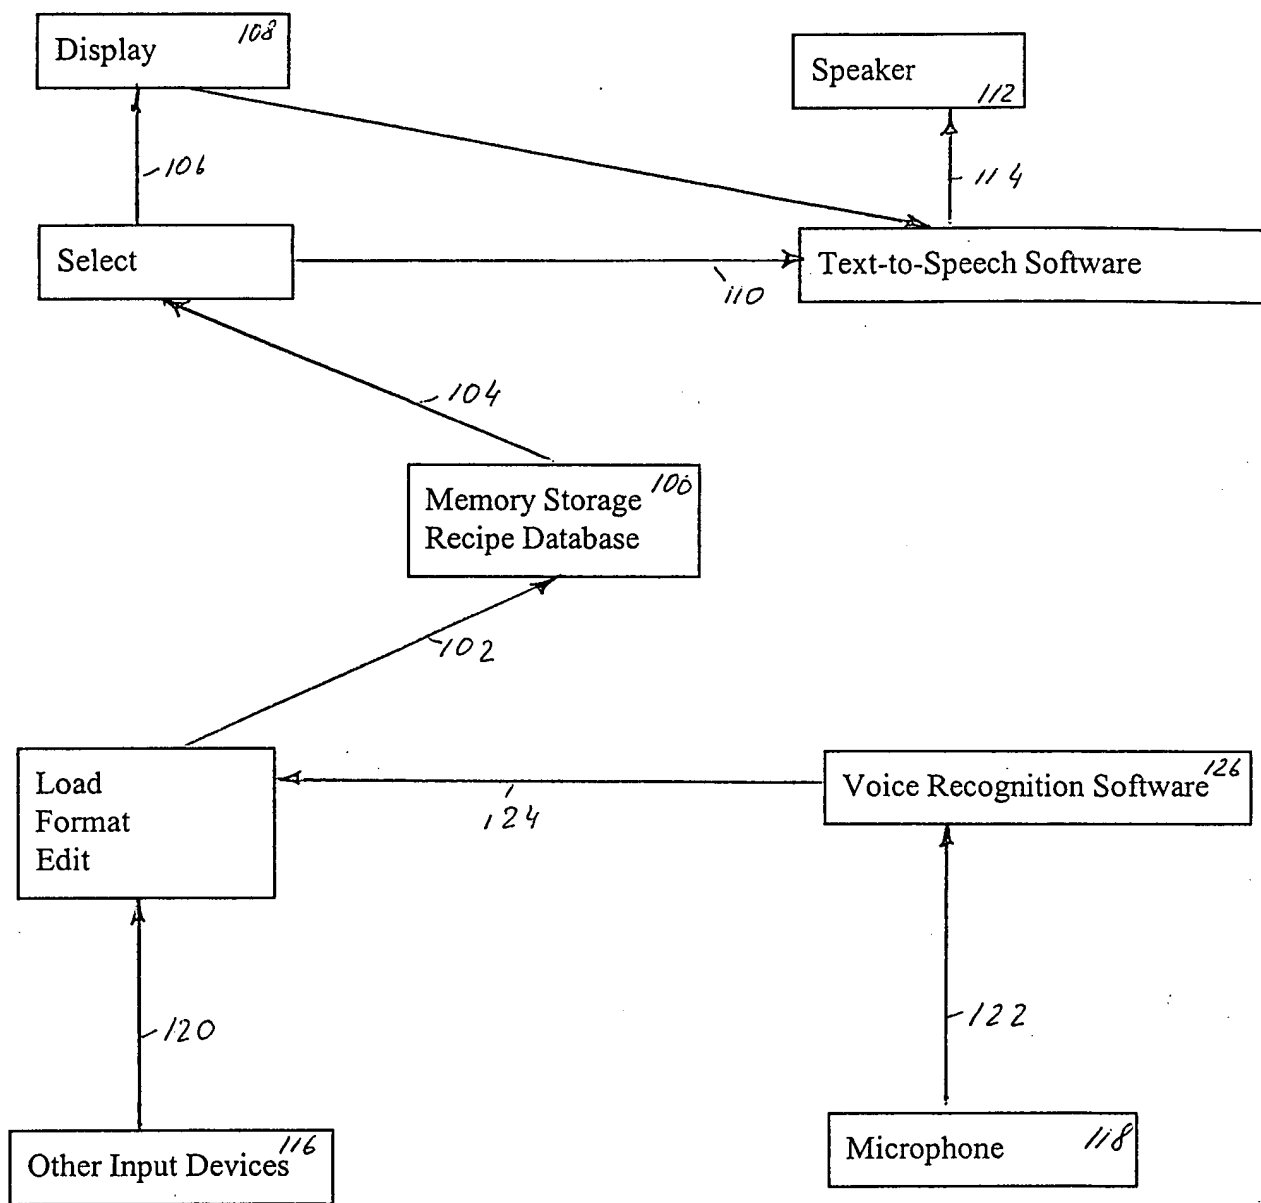 Display 108
Speaker
112
106
114
Select
Text-to-Speech Software
110
104
Memory Storage 100
Recipe Database
102
Load
Format
Edit
Voice Recognition Software 126
124
120
122
Other Input Devices 116
Microphone 118